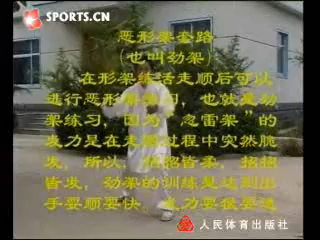 SPORTS.CN
恶形架套路
(也叫劲架)
在形架练活走顺后可以
进行恶形架练习，也就是劲
架练习，因为“忽雷架”的
发力是在走架过程中突然脆
发，所以，招招皆柔，招招
皆发，劲架的训练是达到出
手要顺要快，发力要猛要透
人民体育出版社